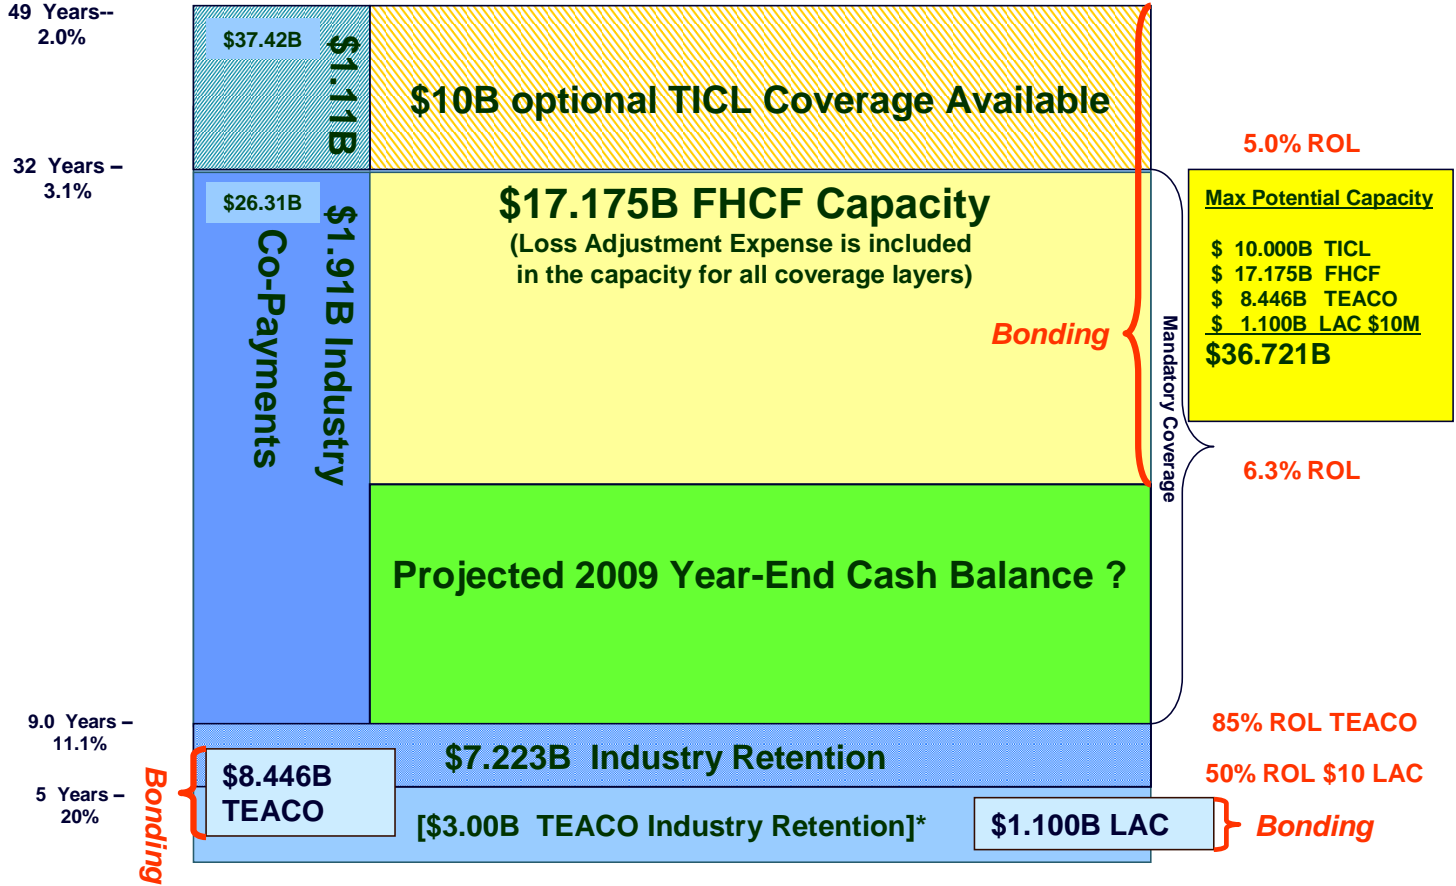 49 Years--
2.0%
$37.42B
$1.11B
$10B optional TICL Coverage Available
5.0% ROL
32 Years –
3.1%
$26.31B
$1.91B Industry
Co-Payments
$17.175B FHCF Capacity
(Loss Adjustment Expense is included
in the capacity for all coverage layers)
Bonding
Mandatory Coverage
Max Potential Capacity
$ 10.000B TICL
$ 17.175B FHCF
$ 8.446B TEACO
$ 1.100B LAC $10M
$36.721B
6.3% ROL
Projected 2009 Year-End Cash Balance ?
9.0 Years –
11.1%
85% ROL TEACO
$7.223B Industry Retention
50% ROL $10 LAC
Bonding
$8.446B
TEACO
5 Years –
20%
[$3.00B TEACO Industry Retention]*
$1.100B LAC
Bonding